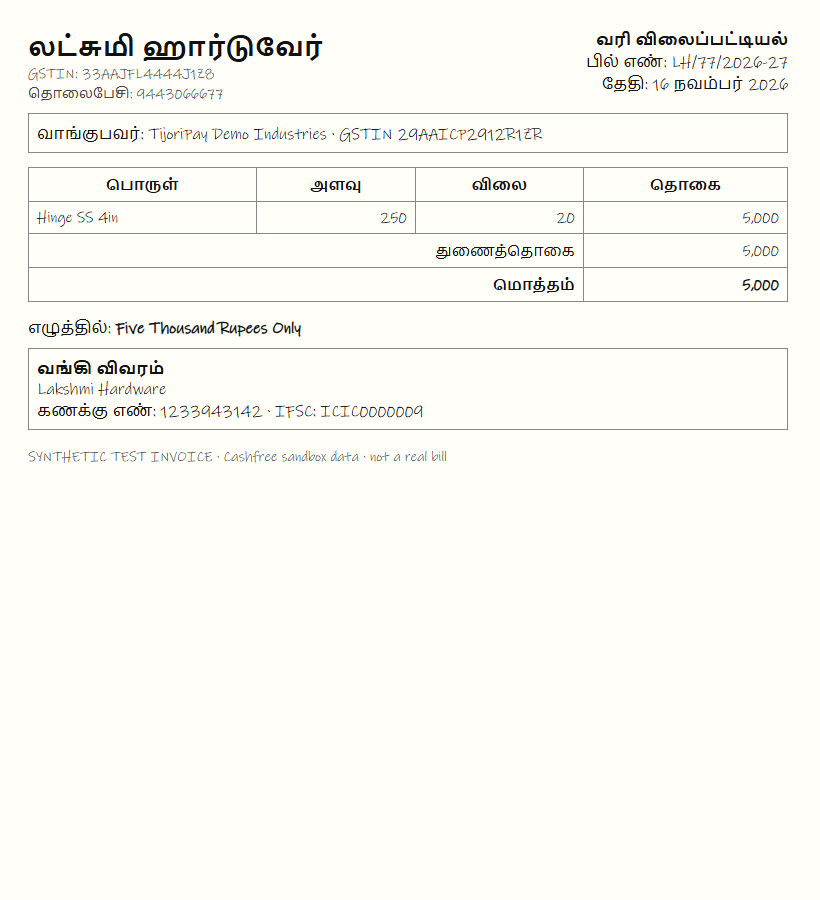 லட்சுமி ஹார்டுவேர்
GSTIN: 33AAJFL4444J1Z8
தொலைபேசி: 9443066677
வரி விலைப்பட்டியல்
பில் எண்: LH/77/2026-27
தேதி: 16 நவம்பர் 2026
வாங்குபவர்: TijoriPay Demo Industries · GSTIN 29AAICP2912R1ZR
பொருள் அளவு விலை தொகை
Hinge SS 4in 250 20 5,000
துணைத்தொகை 5,000
மொத்தம் 5,000
எழுத்தில்: Five Thousand Rupees Only
வங்கி விவரம்
Lakshmi Hardware
கணக்கு எண்: 1233943142 · IFSC: ICIC0000009
SYNTHETIC TEST INVOICE · Cashfree sandbox data · not a real bill